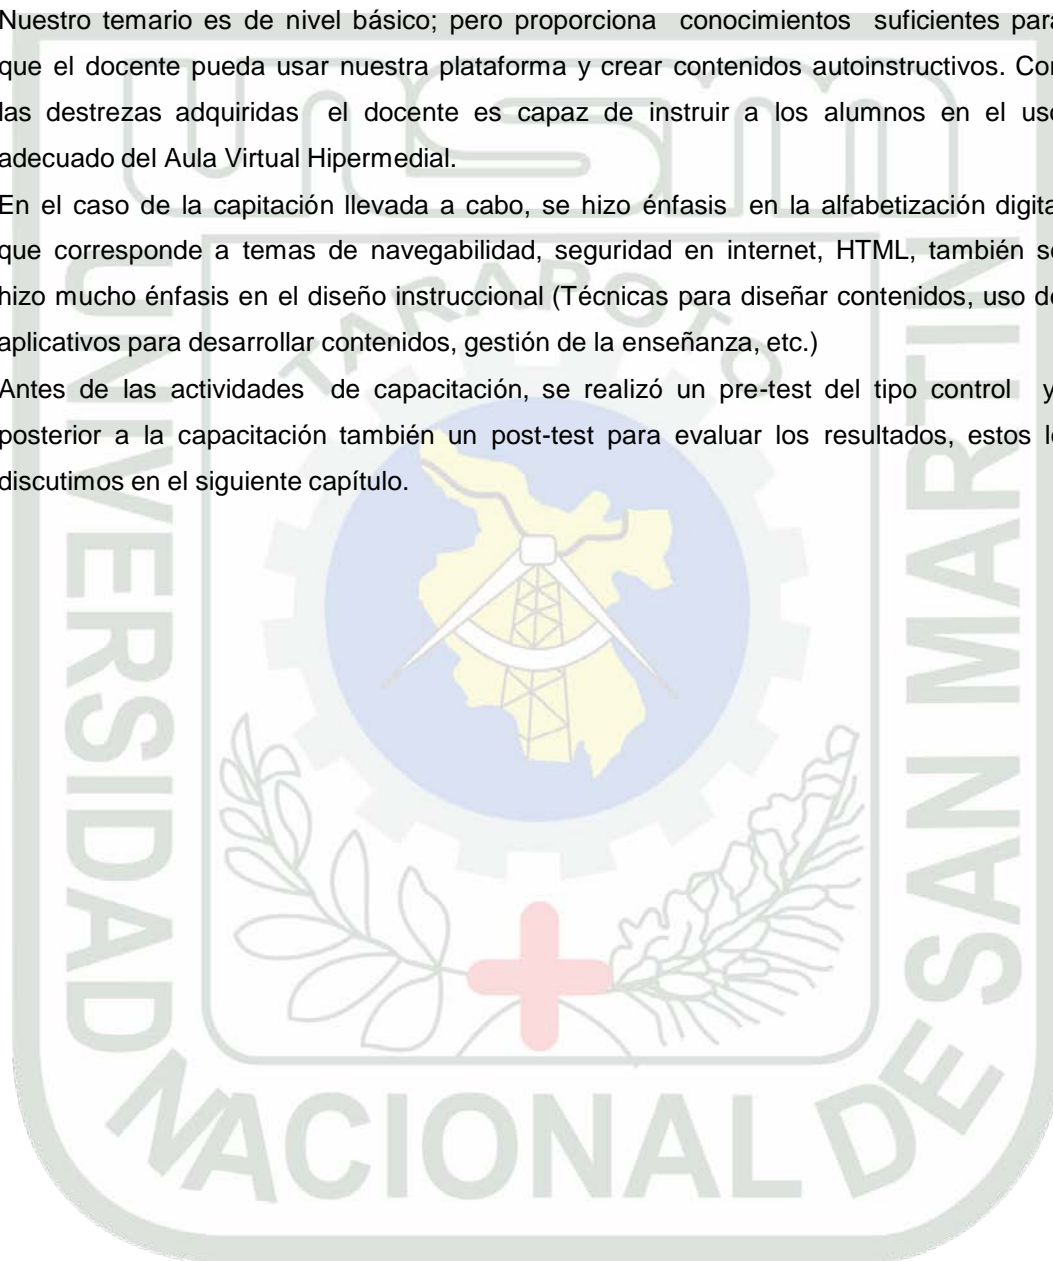 Nuestro temario es de nivel básico; pero proporciona conocimientos suficientes para
que el docente pueda usar nuestra plataforma y crear contenidos autoinstructivos. Con
las destrezas adquiridas el docente es capaz de instruir a los alumnos en el uso
adecuado del Aula Virtual Hipermedial.
En el caso de la capitación llevada a cabo, se hizo énfasis en la alfabetización digita
que corresponde a temas de navegabilidad, seguridad en internet, HTML, también se
hizo mucho énfasis en el diseño instruccional (Técnicas para diseñar contenidos, uso de
aplicativos para desarrollar contenidos, gestión de la enseñanza, etc.)
Antes de las actividades de capacitación, se realizó un pre-test del tipo control y
posterior a la capacitación también un post-test para evaluar los resultados, estos lo
discutimos en el siguiente capítulo.
unsm
TARAPOTO
UNIVERSIDAD
NACIONAL DE
SAN MARTIN